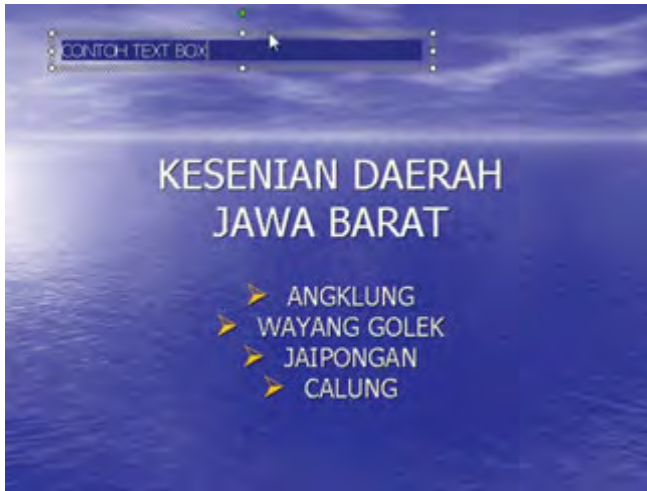 CONTOH TEXT BOX
KESENIAN DAERAH
JAWA BARAT
ANGKLUNG
WAYANG GOLEK
JAIPONGAN
CALUNG